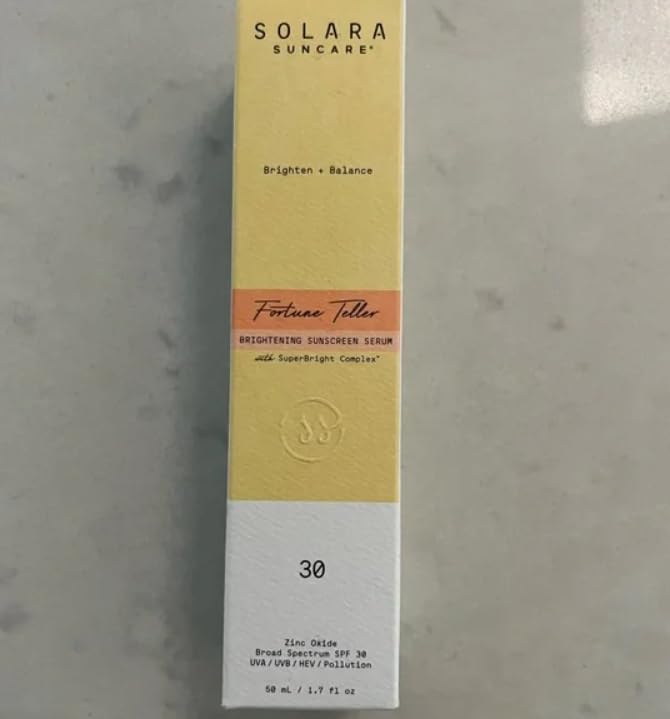 SOLARA
SUNCARE®
Brighten + Balance
Fortune Teller
BRIGHTENING SUNSCREEN SERUM
with SuperBright Complex™
30
Zinc Oxide
Broad Spectrum SPF 30
UVA / UVB / HEV / Pollution
50 mL / 1.7 fl oz